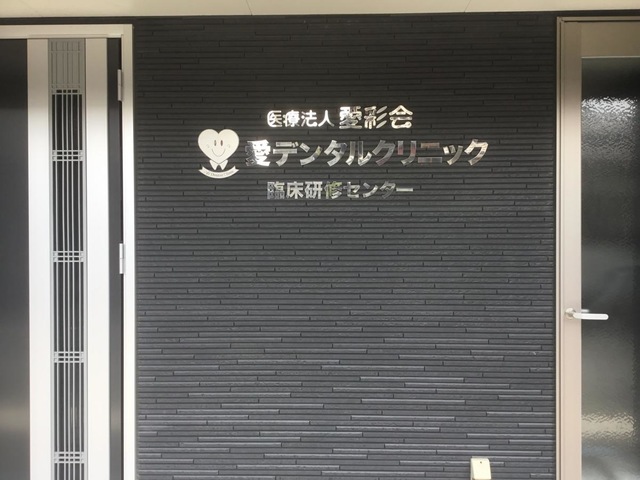 医療法人 愛彩会
愛デンタルクリニック
臨床研修センター